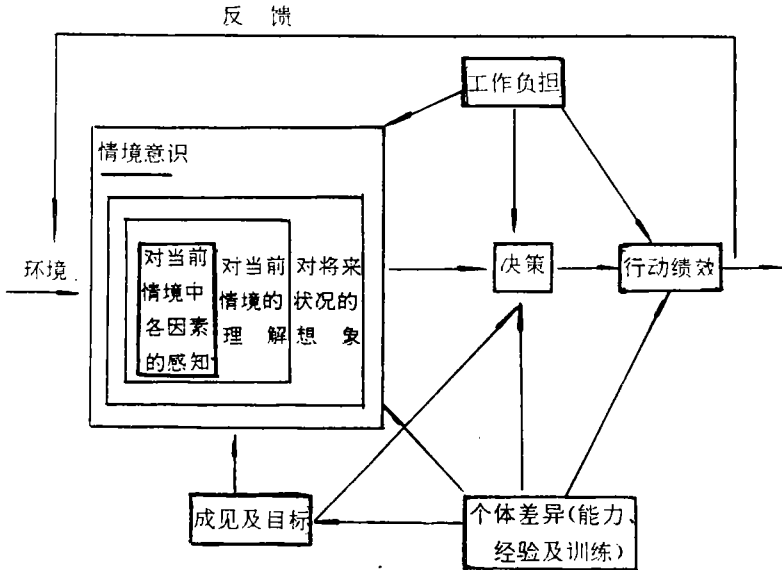 反 馈
工作负担
情境意识
环境
对当前
情境中
各因素
的感知
对当前
情境的
理 解
对将来
状况的
想 象
决策
行动绩效
成见及目标
个体差异(能力、
经验及训练)